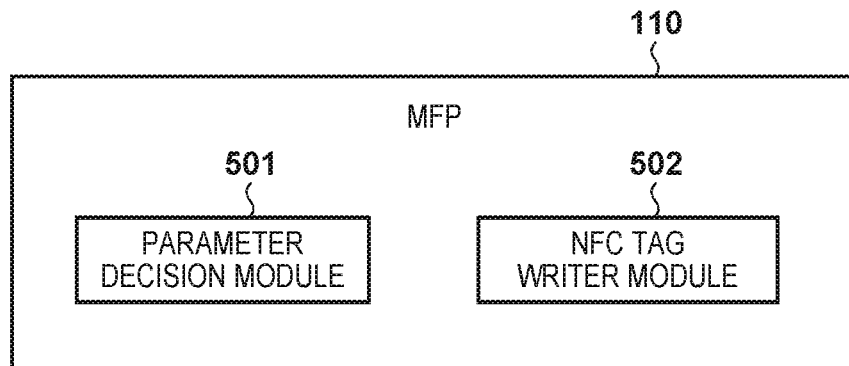 110
MFP
501
502
PARAMETER
DECISION MODULE
NFC TAG
WRITER MODULE